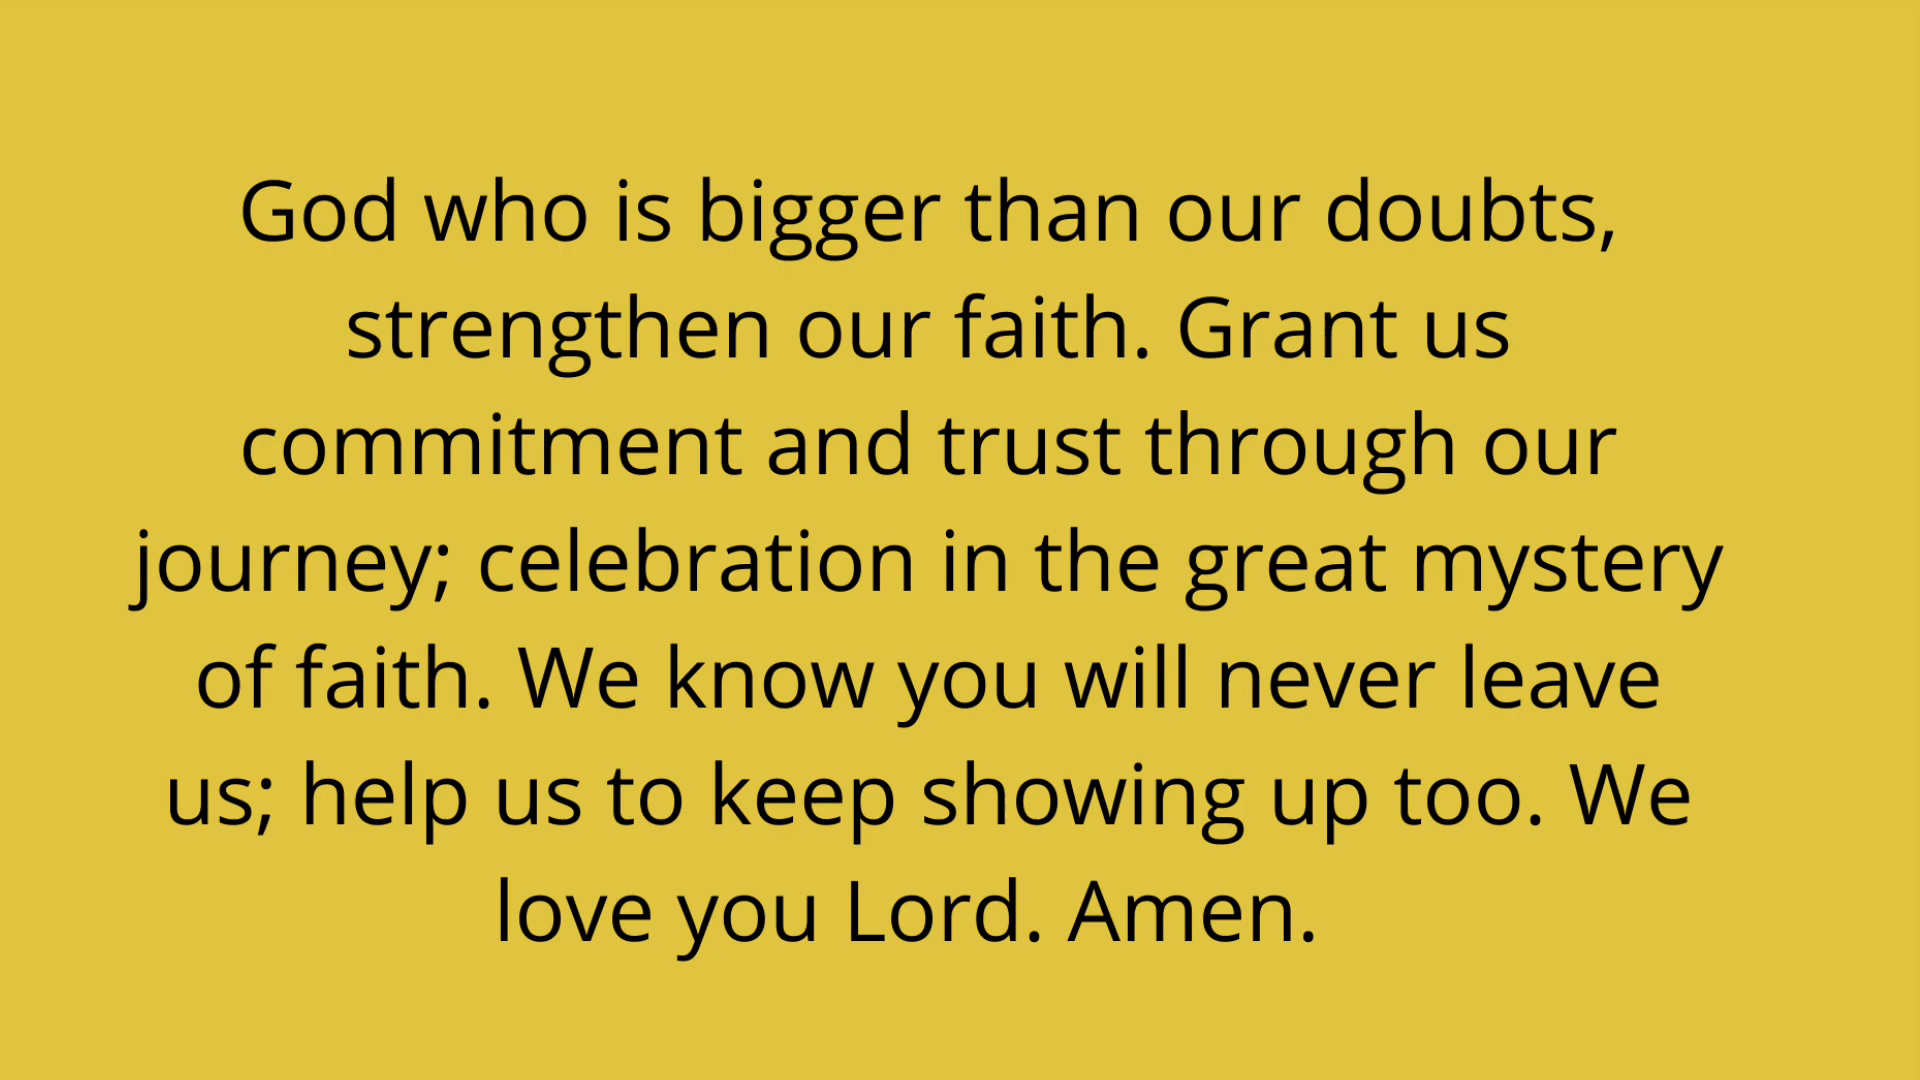 God who is bigger than our doubts,
strengthen our faith. Grant us
commitment and trust through our
journey; celebration in the great mystery
of faith. We know you will never leave
us; help us to keep showing up too. We
love you Lord. Amen.